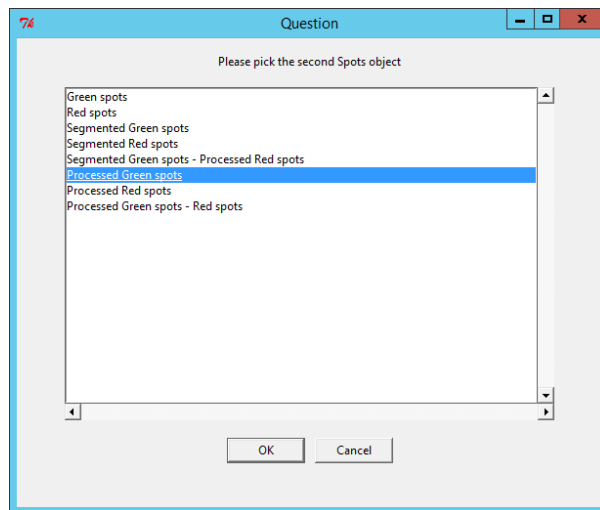 Question
Please pick the second Spots object
Green spots
Red spots
Segmented Green spots
Segmented Red spots
Segmented Green spots - Processed Red spots
Processed Green spots
Processed Red spots
Processed Green spots - Red spots
OK Cancel